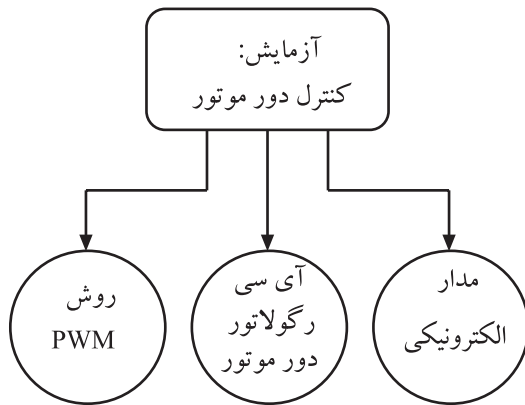 آزمایش:
کنترل دور موتور
مدار
الکترونیکی
آی سی
رگولاتور
دور موتور
روش
PWM